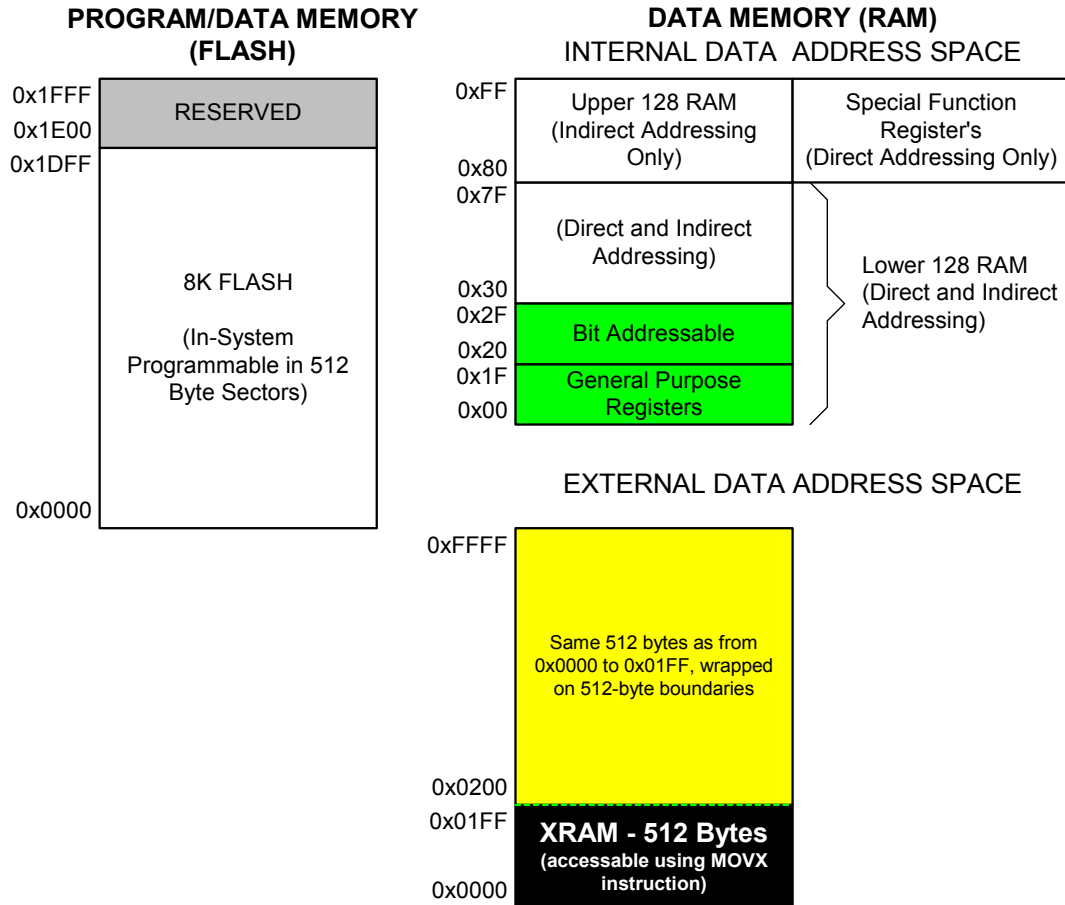 PROGRAM/DATA MEMORY
(FLASH)
0x1FFF
RESERVED
0x1E00
0x1DFF
8K FLASH
(In-System
Programmable in 512
Byte Sectors)
0x0000
DATA MEMORY (RAM)
INTERNAL DATA ADDRESS SPACE
0xFF
Upper 128 RAM
(Indirect Addressing
Only)
0x80
Special Function
Register's
(Direct Addressing Only)
0x7F
(Direct and Indirect
Addressing)
0x30
0x2F
Bit Addressable
0x20
0x1F
General Purpose
Registers
0x00
Lower 128 RAM
(Direct and Indirect
Addressing)
EXTERNAL DATA ADDRESS SPACE
0xFFFF
Same 512 bytes as from
0x0000 to 0x01FF, wrapped
on 512-byte boundaries
0x0200
0x01FF
XRAM - 512 Bytes
(accessable using MOVX
instruction)
0x0000